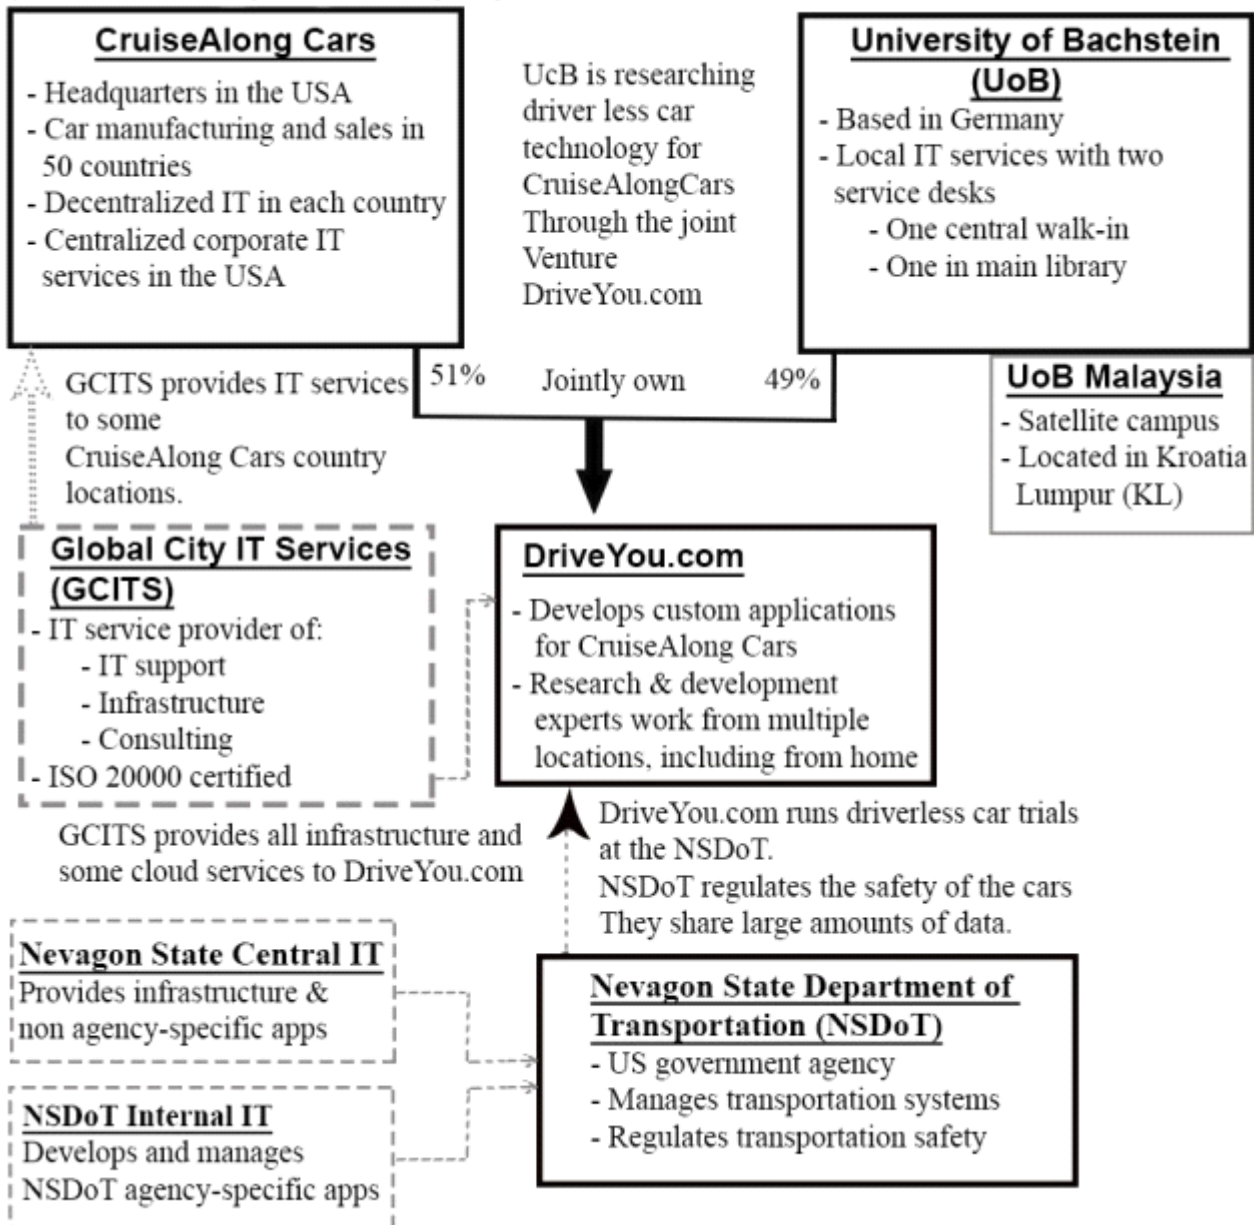 CruiseAlong Cars
- Headquarters in the USA
- Car manufacturing and sales in
50 countries
- Decentralized IT in each country
- Centralized corporate IT
services in the USA
UcB is researching
driver less car
technology for
CruiseAlongCars
Through the joint
Venture
DriveYou.com
University of Bachstein
(UoB)
- Based in Germany
- Local IT services with two
service desks
- One central walk-in
- One in main library
51%
Jointly own
49%
UoB Malaysia
- Satellite campus
- Located in Kroatia
Lumpur (KL)
GCITS provides IT services
to some
CruiseAlong Cars country
locations.
Global City IT Services
(GCITS)
- IT service provider of:
- IT support
- Infrastructure
- Consulting
- ISO 20000 certified
DriveYou.com
- Develops custom applications
for CruiseAlong Cars
- Research & development
experts work from multiple
locations, including from home
GCITS provides all infrastructure and
some cloud services to DriveYou.com
DriveYou.com runs driverless car trials
at the NSDoT.
NSDoT regulates the safety of the cars
They share large amounts of data.
Nevagon State Central IT
Provides infrastructure &
non agency-specific apps
NSDoT Internal IT
Develops and manages
NSDoT agency-specific apps
Nevagon State Department of
Transportation (NSDoT)
- US government agency
- Manages transportation systems
- Regulates transportation safety